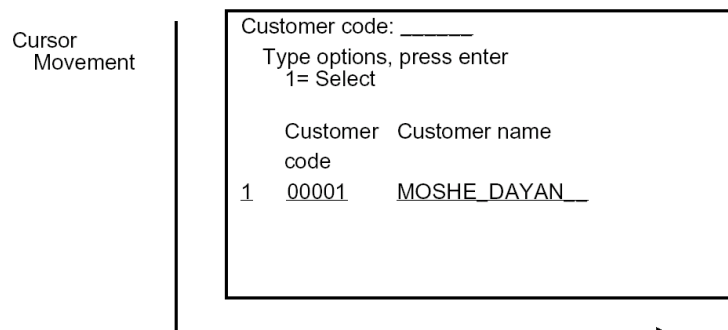 Cursor
Movement
Customer code: ______
Type options, press enter
1= Select
Customer Customer name
code
1 00001 MOSHE_DAYAN__